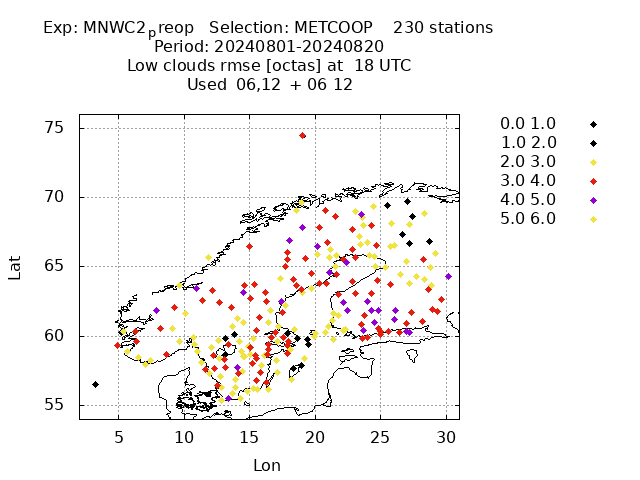 Exp: MNWC2preop Selection: METCOOP 230 stations
Period: 20240801-20240820
Low clouds rmse [octas] at 18 UTC
Used 06,12 + 06 12
0.0 1.0
1.0 2.0
2.0 3.0
3.0 4.0
4.0 5.0
5.0 6.0
75
70
65
60
55
Lat
5 10 15 20 25 30
Lon